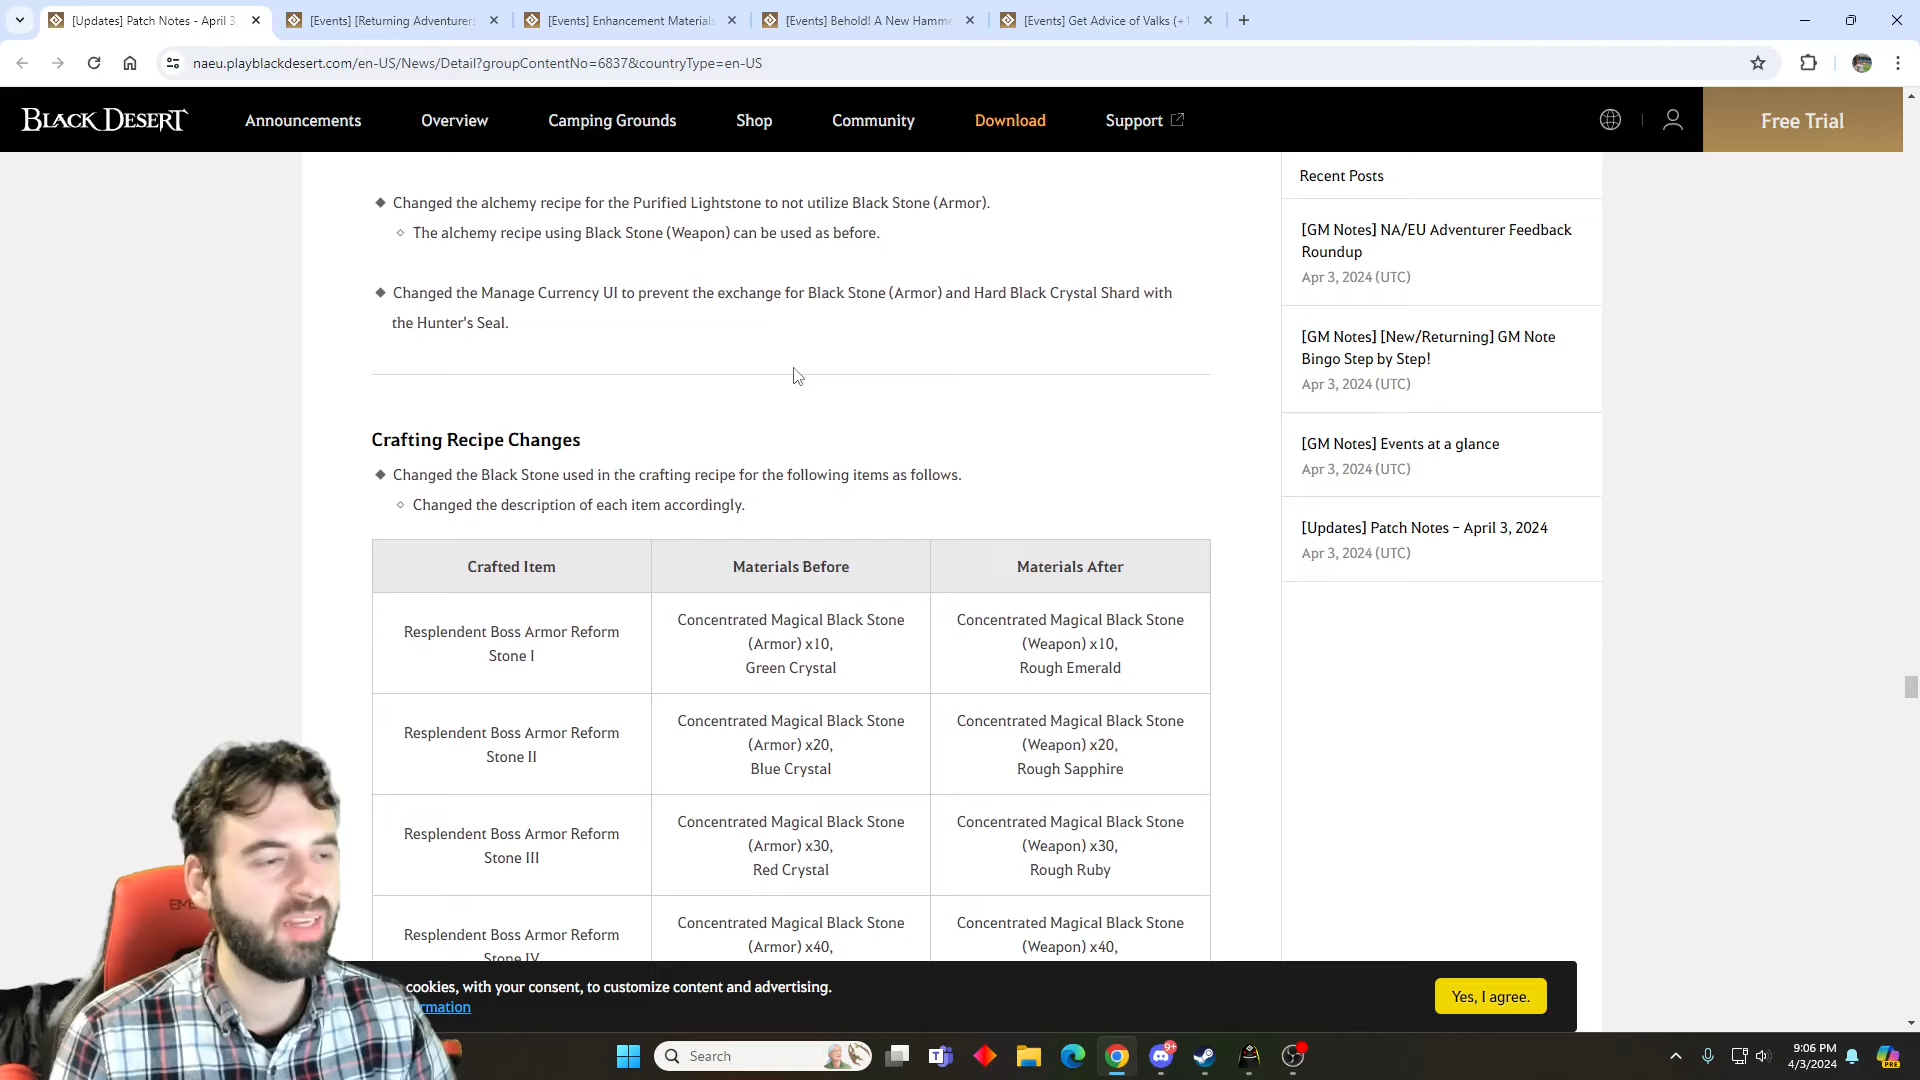 [Updates] Patch Notes - April 3
[Events] [Returning Adventurers
[Events] Enhancement Materials
[Events] Behold! A New Hamme
[Events] Get Advice of Valks (+1
naeu.playblackdesert.com/en-US/News/Detail?groupContentNo=6837&countryType=en-US
BLACK DESERT
Announcements
Overview
Camping Grounds
Shop
Community
Download
Support
Free Trial
◆ Changed the alchemy recipe for the Purified Lightstone to not utilize Black Stone (Armor).
◇ The alchemy recipe using Black Stone (Weapon) can be used as before.
◆ Changed the Manage Currency UI to prevent the exchange for Black Stone (Armor) and Hard Black Crystal Shard with
the Hunter's Seal.
Crafting Recipe Changes
◆ Changed the Black Stone used in the crafting recipe for the following items as follows.
◇ Changed the description of each item accordingly.
Crafted Item
Materials Before
Materials After
Resplendent Boss Armor Reform
Stone I
Concentrated Magical Black Stone
(Armor) x10,
Green Crystal
Concentrated Magical Black Stone
(Weapon) x10,
Rough Emerald
Resplendent Boss Armor Reform
Stone II
Concentrated Magical Black Stone
(Armor) x20,
Blue Crystal
Concentrated Magical Black Stone
(Weapon) x20,
Rough Sapphire
Resplendent Boss Armor Reform
Stone III
Concentrated Magical Black Stone
(Armor) x30,
Red Crystal
Concentrated Magical Black Stone
(Weapon) x30,
Rough Ruby
Resplendent Boss Armor Reform
Stone IV
Concentrated Magical Black Stone
(Armor) x40,
Concentrated Magical Black Stone
(Weapon) x40,
Recent Posts
[GM Notes] NA/EU Adventurer Feedback
Roundup
Apr 3, 2024 (UTC)
[GM Notes] [New/Returning] GM Note
Bingo Step by Step!
Apr 3, 2024 (UTC)
[GM Notes] Events at a glance
Apr 3, 2024 (UTC)
[Updates] Patch Notes - April 3, 2024
Apr 3, 2024 (UTC)
cookies, with your consent, to customize content and advertising.
rmation
Yes, I agree.
Search
9+
9:06 PM
4/3/2024
PRE